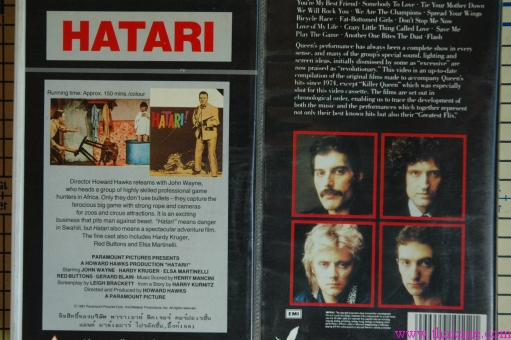 HATARI
Running time: Approx. 150 mins./colour
HATARI!
Director Howard Hawks reteams with John Wayne,
who heads a group of highly skilled professional game
hunters in Africa. Only they don't use bullets – they capture the
ferocious big game with strong rope and cameras
for zoos and circus attractions. It is an exciting
business that pits man against beast. "Hatari" means danger
in Swahili, but Hatari also means a spectacular adventure film.
The fine cast also includes Hardy Kruger,
Red Buttons and Elsa Martinelli.
PARAMOUNT PICTURES PRESENTS
A HOWARD HAWKS PRODUCTION "HATARI!"
Starring JOHN WAYNE · HARDY KRUGER · ELSA MARTINELLI
RED BUTTONS · GERARD BLAIN · Music Scored by HENRY MANCINI
Screenplay by LEIGH BRACKETT · from a Story by HARRY KURNITZ
Directed and Produced by HOWARD HAWKS
A PARAMOUNT PICTURE
You're My Best Friend · Somebody To Love · Tie Your Mother Down
We Will Rock You · We Are The Champions · Spread Your Wings
Bicycle Race · Fat-Bottomed Girls · Don't Stop Me Now
Love of My Life · Crazy Little Thing Called Love · Save Me
Play The Game · Another One Bites The Dust · Flash
Queen's performance has always been a complete show in every
sense, and many of the group's special sound, lighting and
screen ideas, initially dismissed by some as "excessive" are
now praised as "revolutionary." This video is an up-to-date
compilation of the original films made to accompany Queen's
hits since 1974, except "Killer Queen" which was especially
shot for this video cassette. The films are set out in
chronological order, enabling us to trace the development of
both the music and the performances which together represent
not only their best known hits but also their "Greatest Flix."
EMI